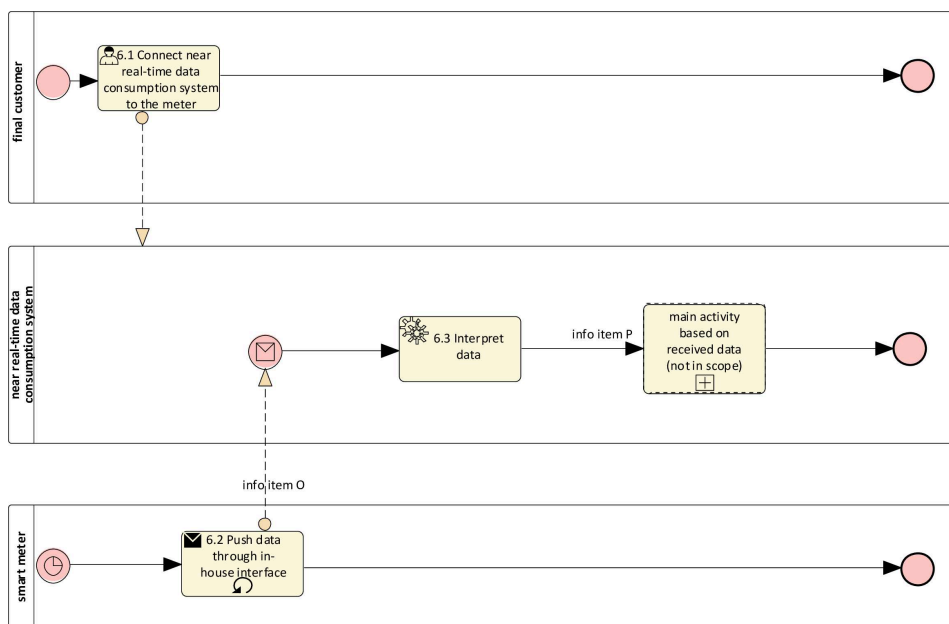 final customer
6.1 Connect near
real-time data
consumption system
to the meter
near real-time data
consumption system
6.3 Interpret
data
info item P
main activity
based on
received data
(not in scope)
info item O
smart meter
6.2 Push data
through in-
house interface